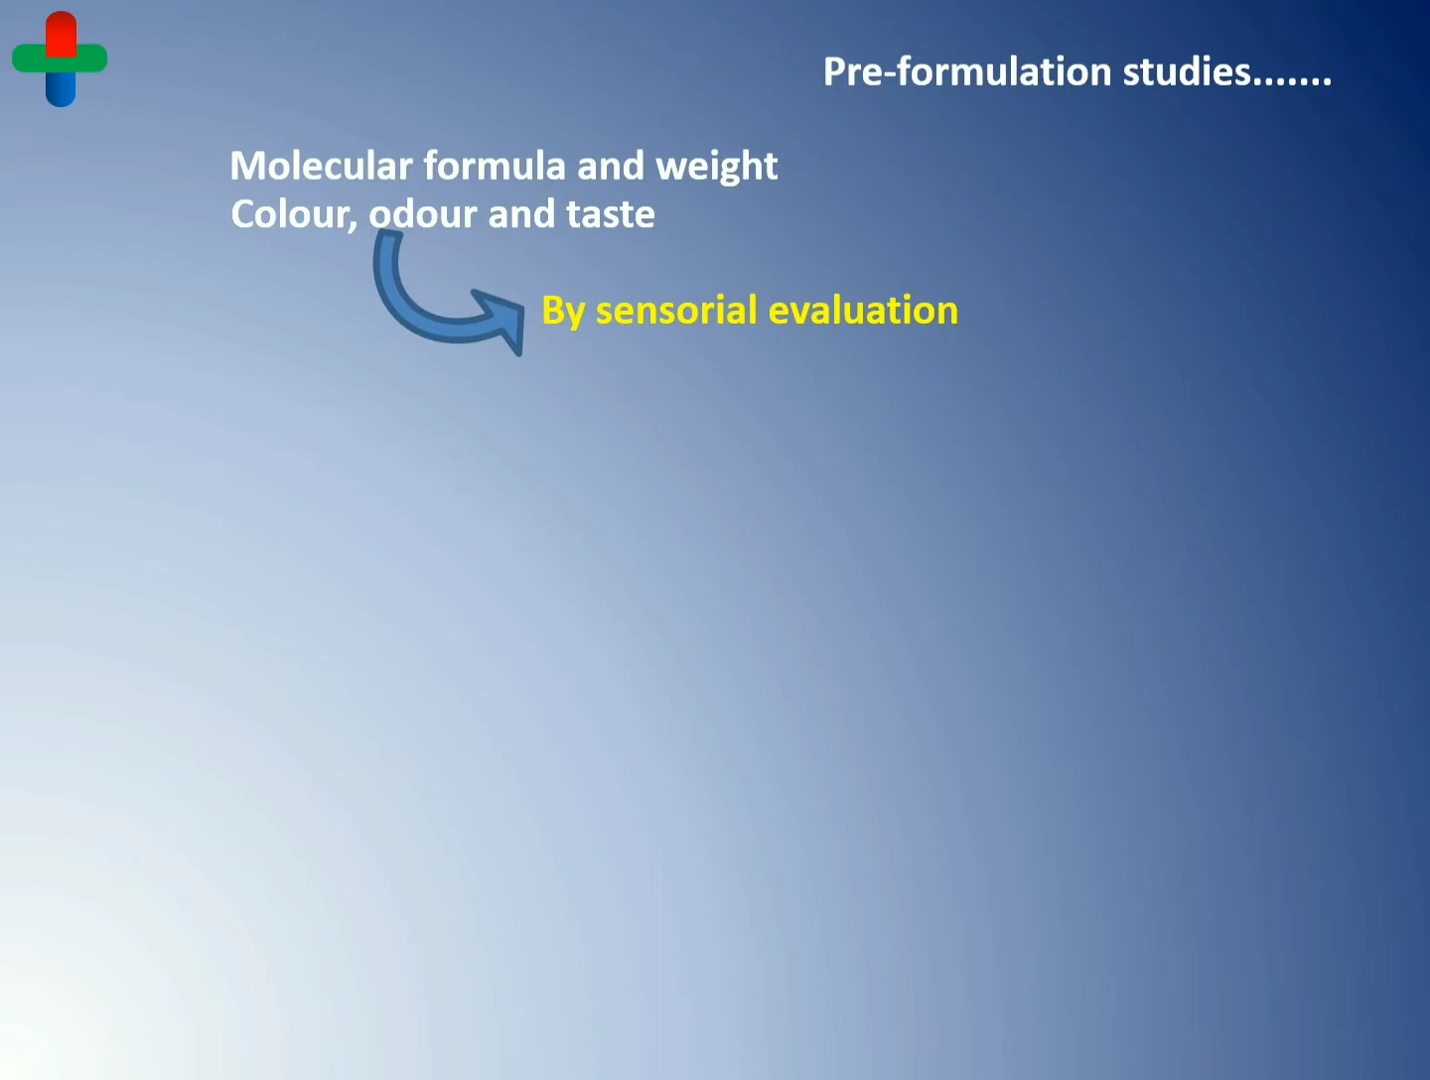 Pre-formulation studies.......
Molecular formula and weight
Colour, odour and taste
By sensorial evaluation